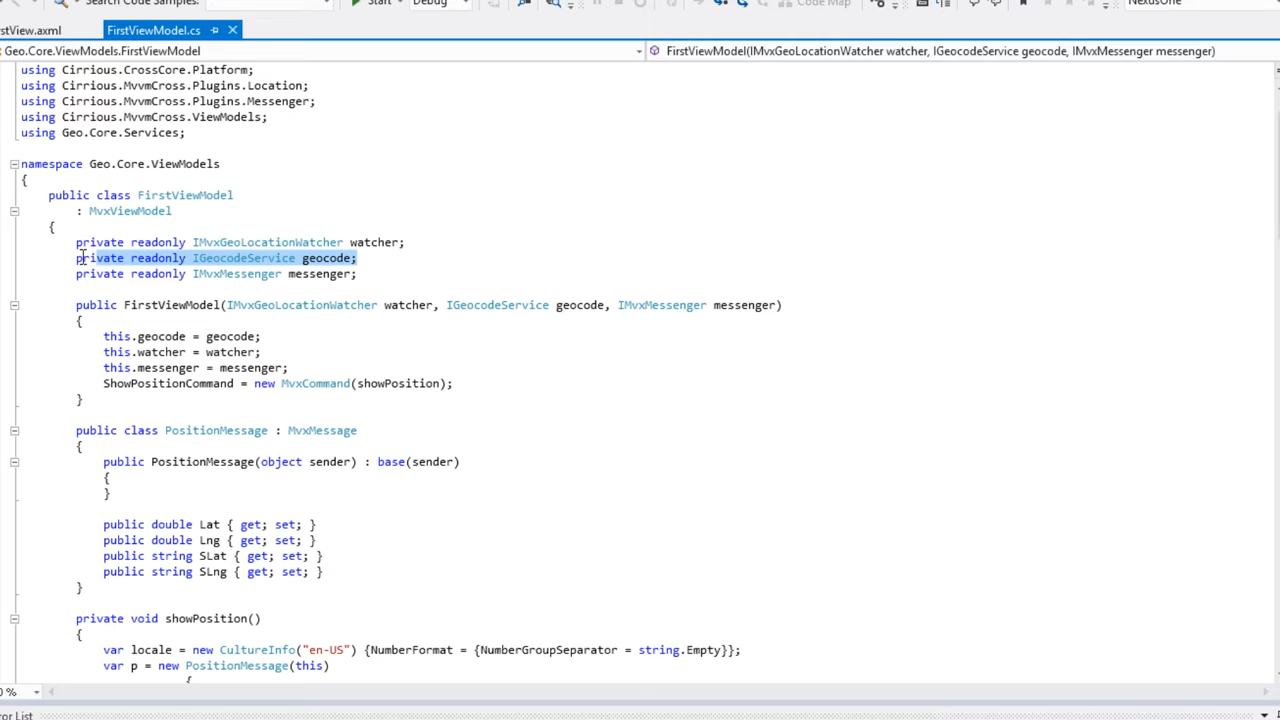 Search Code Samples: Start Debug Code Map NexusOne
rstView.axml FirstViewModel.cs
Geo.Core.ViewModels.FirstViewModel FirstViewModel(IMvxGeoLocationWatcher watcher, IGeocodeService geocode, IMvxMessenger messenger)
using Cirrious.CrossCore.Platform;
using Cirrious.MvvmCross.Plugins.Location;
using Cirrious.MvvmCross.Plugins.Messenger;
using Cirrious.MvvmCross.ViewModels;
using Geo.Core.Services;
namespace Geo.Core.ViewModels
{
public class FirstViewModel
: MvxViewModel
{
private readonly IMvxGeoLocationWatcher watcher;
private readonly IGeocodeService geocode;
private readonly IMvxMessenger messenger;
public FirstViewModel(IMvxGeoLocationWatcher watcher, IGeocodeService geocode, IMvxMessenger messenger)
{
this.geocode = geocode;
this.watcher = watcher;
this.messenger = messenger;
ShowPositionCommand = new MvxCommand(showPosition);
}
public class PositionMessage : MvxMessage
{
public PositionMessage(object sender) : base(sender)
{
}
public double Lat { get; set; }
public double Lng { get; set; }
public string SLat { get; set; }
public string SLng { get; set; }
}
private void showPosition()
{
var locale = new CultureInfo("en-US") {NumberFormat = {NumberGroupSeparator = string.Empty}};
var p = new PositionMessage(this)
{
0 %
ror List